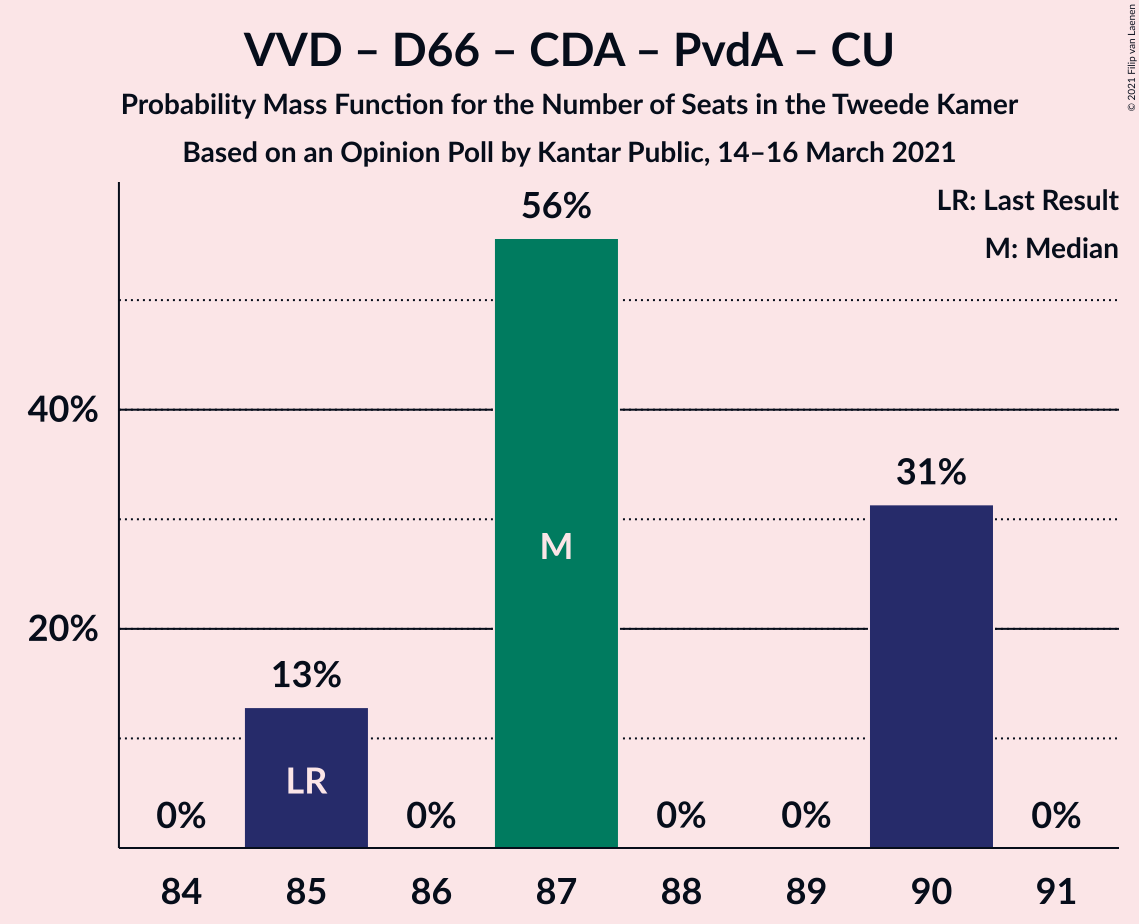 VVD – D66 – CDA – PvdA – CU
Probability Mass Function for the Number of Seats in the Tweede Kamer
Based on an Opinion Poll by Kantar Public, 14–16 March 2021
© 2021 Filip van Laenen
LR: Last Result
M: Median
56%
40%
31%
M
20%
13%
LR
0%
0%
0%
0%
0%
84
85
86
87
88
89
90
91